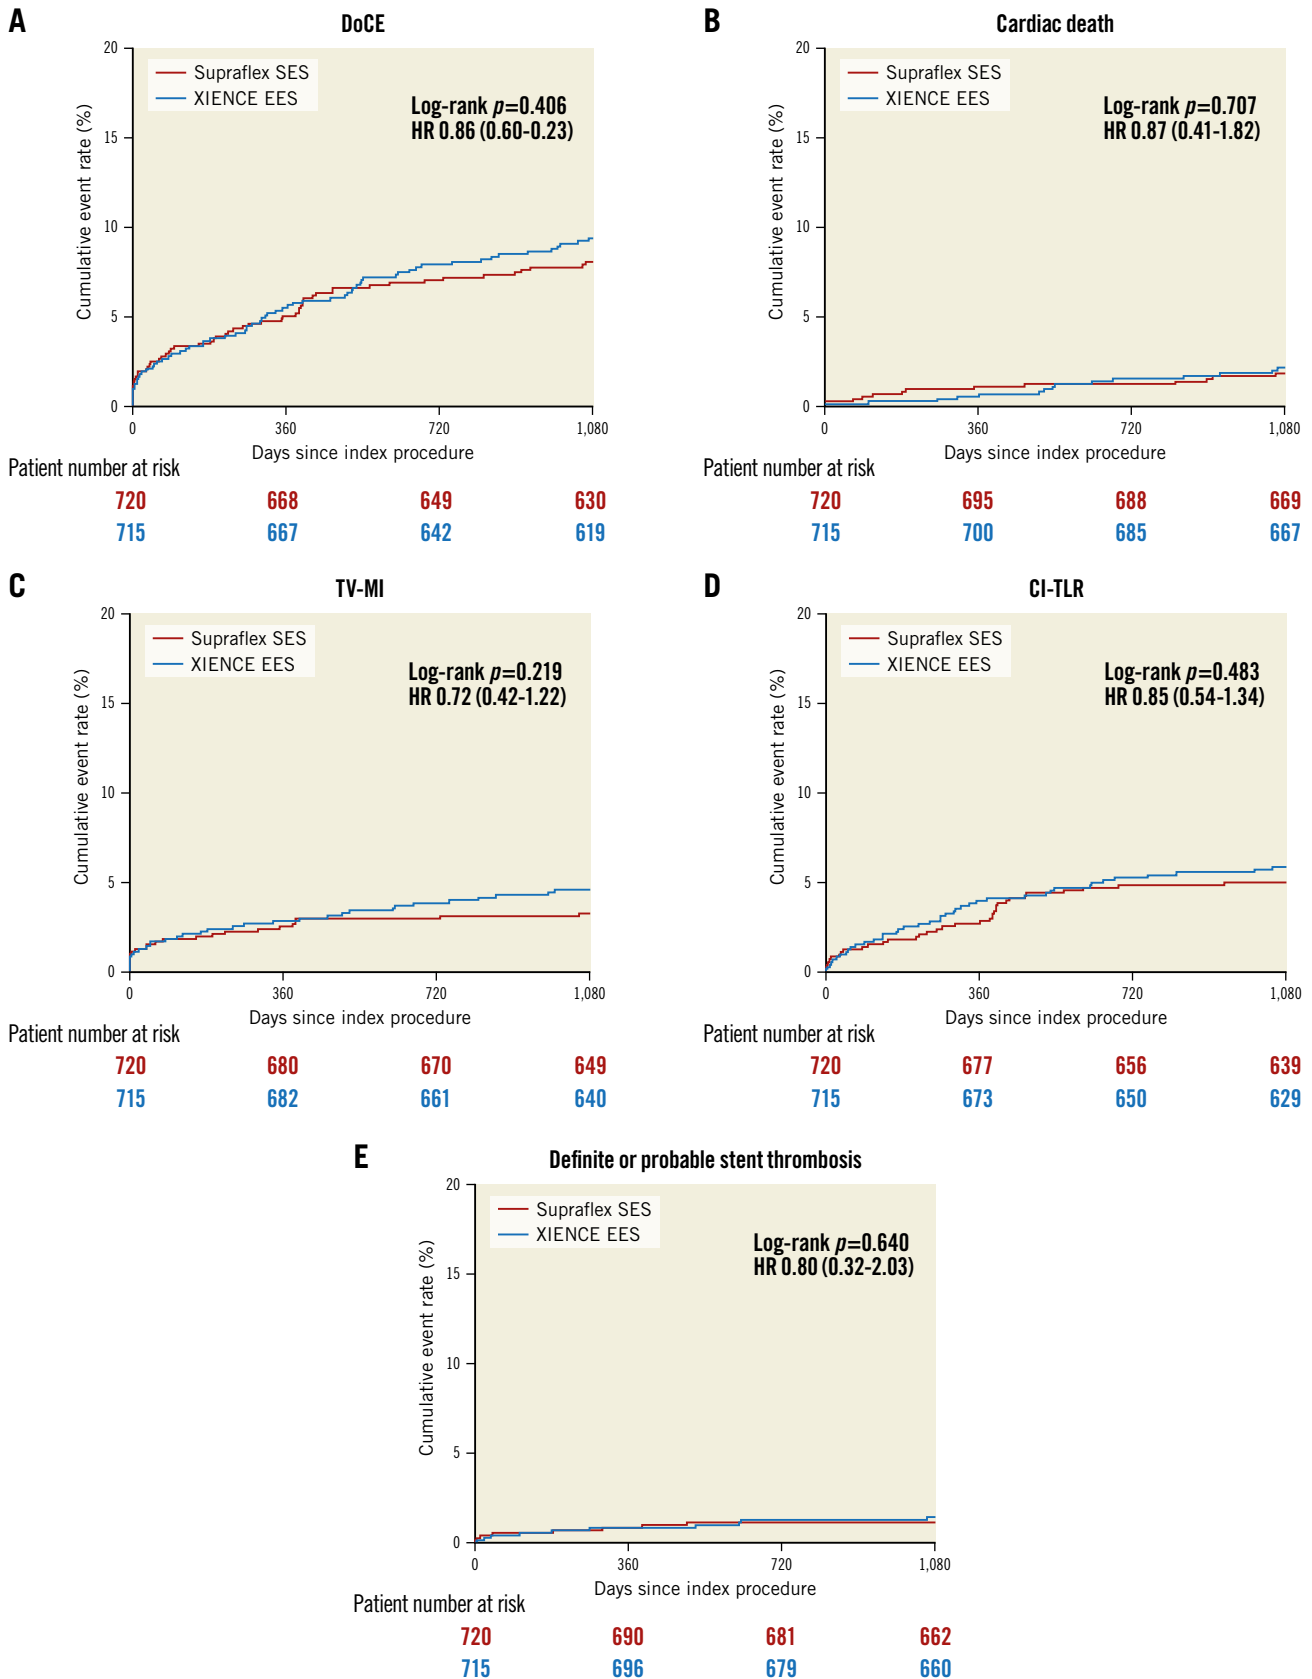 A
DoCE
20
15
10
5
0
Cumulative event rate (%)
Supraflex SES
XIENCE EES
Log-rank p=0.406
HR 0.86 (0.60-0.23)
0 360 720 1,080
Days since index procedure
Patient number at risk
720 668 649 630
715 667 642 619
B
Cardiac death
20
15
10
5
0
Cumulative event rate (%)
Supraflex SES
XIENCE EES
Log-rank p=0.707
HR 0.87 (0.41-1.82)
0 360 720 1,080
Days since index procedure
Patient number at risk
720 695 688 669
715 700 685 667
C
TV-MI
20
15
10
5
0
Cumulative event rate (%)
Supraflex SES
XIENCE EES
Log-rank p=0.219
HR 0.72 (0.42-1.22)
0 360 720 1,080
Days since index procedure
Patient number at risk
720 680 670 649
715 682 661 640
D
CI-TLR
20
15
10
5
0
Cumulative event rate (%)
Supraflex SES
XIENCE EES
Log-rank p=0.483
HR 0.85 (0.54-1.34)
0 360 720 1,080
Days since index procedure
Patient number at risk
720 677 656 639
715 673 650 629
E
Definite or probable stent thrombosis
20
15
10
5
0
Cumulative event rate (%)
Supraflex SES
XIENCE EES
Log-rank p=0.640
HR 0.80 (0.32-2.03)
0 360 720 1,080
Days since index procedure
Patient number at risk
720 690 681 662
715 696 679 660